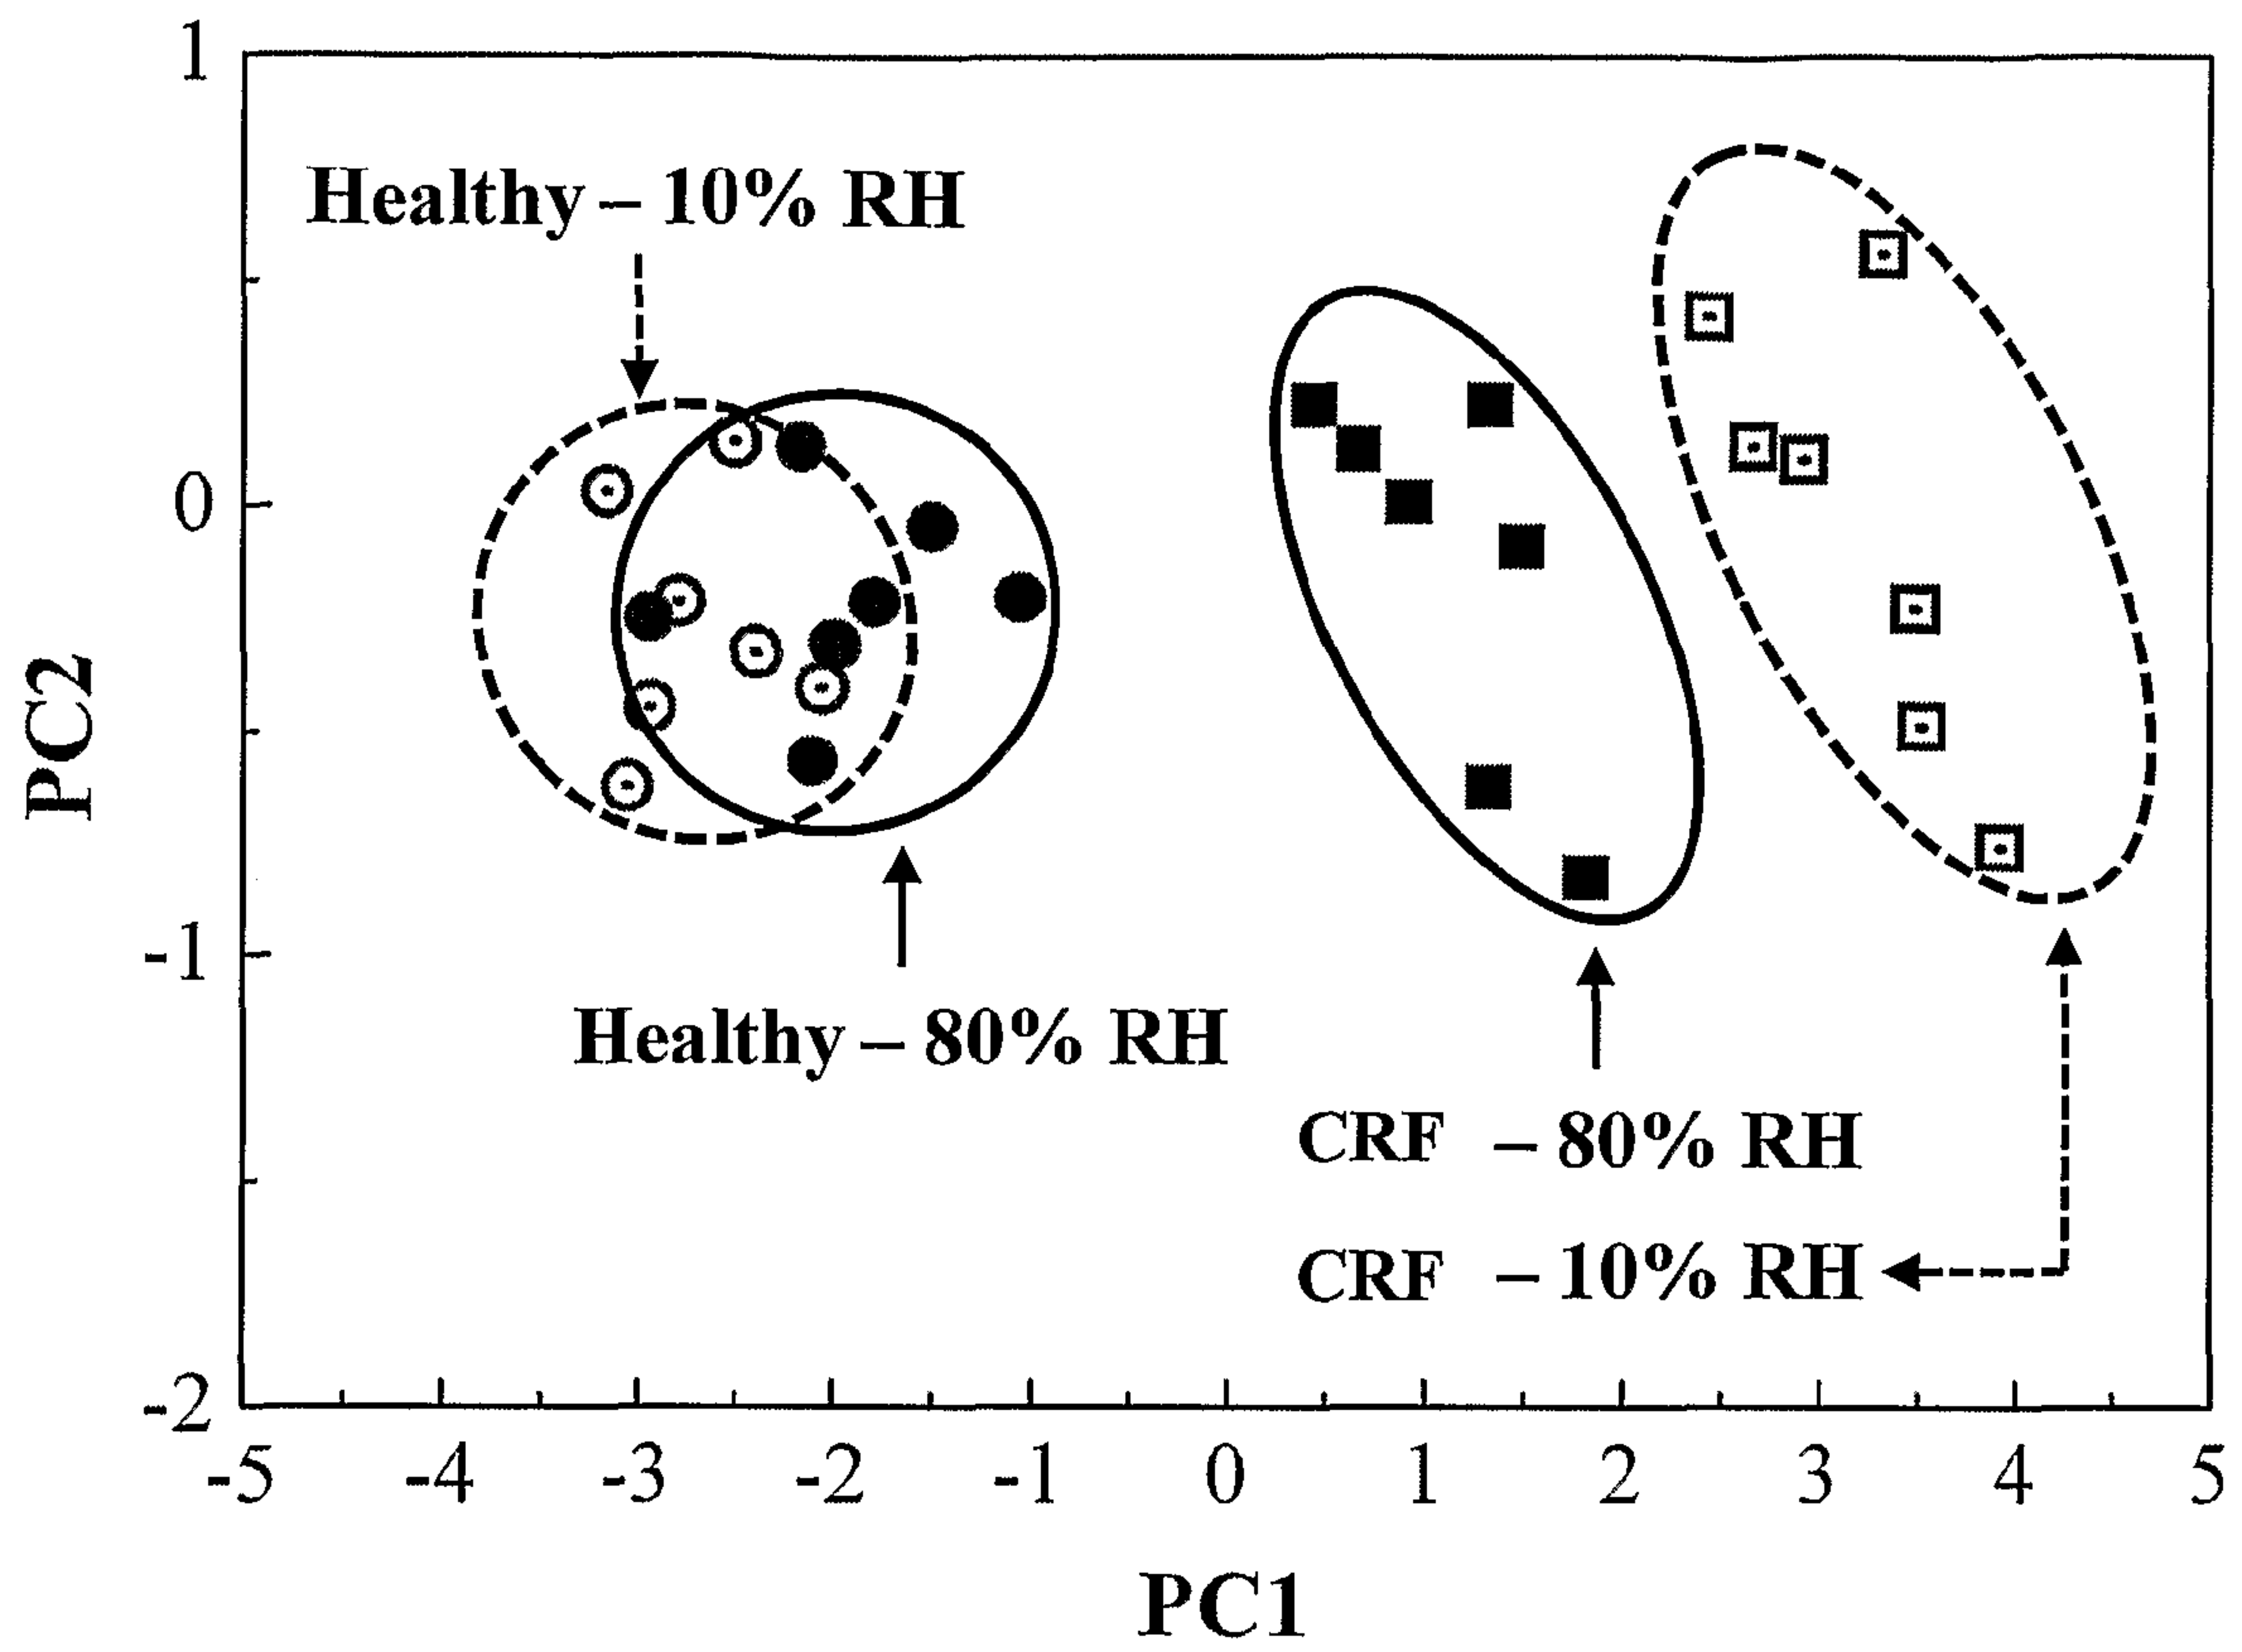 1
Healthy – 10% RH
0
PC2
-1
Healthy – 80% RH
CRF – 80% RH
CRF – 10% RH
-2
-5 -4 -3 -2 -1 0 1 2 3 4 5
PC1